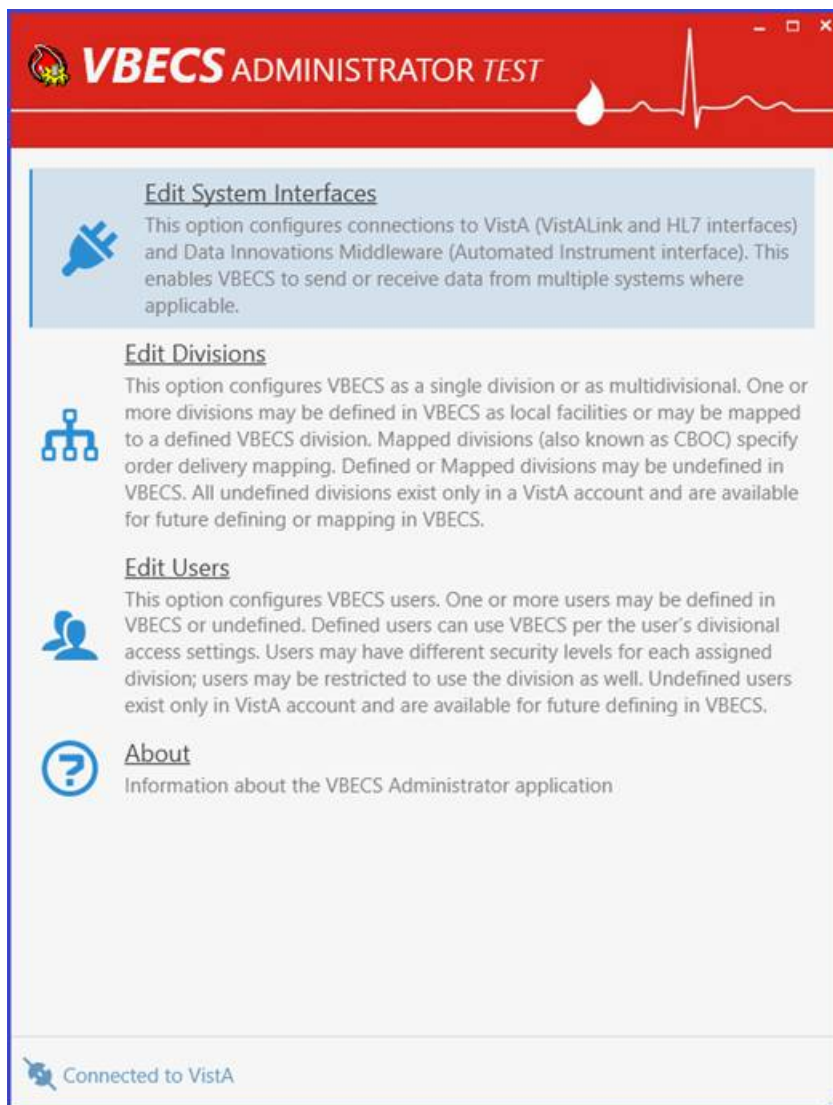 VBECS ADMINISTRATOR TEST
Edit System Interfaces
This option configures connections to VistA (VistALink and HL7 interfaces)
and Data Innovations Middleware (Automated Instrument interface). This
enables VBECS to send or receive data from multiple systems where
applicable.
Edit Divisions
This option configures VBECS as a single division or as multidivisional. One or
more divisions may be defined in VBECS as local facilities or may be mapped
to a defined VBECS division. Mapped divisions (also known as CBOC) specify
order delivery mapping. Defined or Mapped divisions may be undefined in
VBECS. All undefined divisions exist only in a VistA account and are available
for future defining or mapping in VBECS.
Edit Users
This option configures VBECS users. One or more users may be defined in
VBECS or undefined. Defined users can use VBECS per the user's divisional
access settings. Users may have different security levels for each assigned
division; users may be restricted to use the division as well. Undefined users
exist only in VistA account and are available for future defining in VBECS.
About
Information about the VBECS Administrator application
Connected to VistA